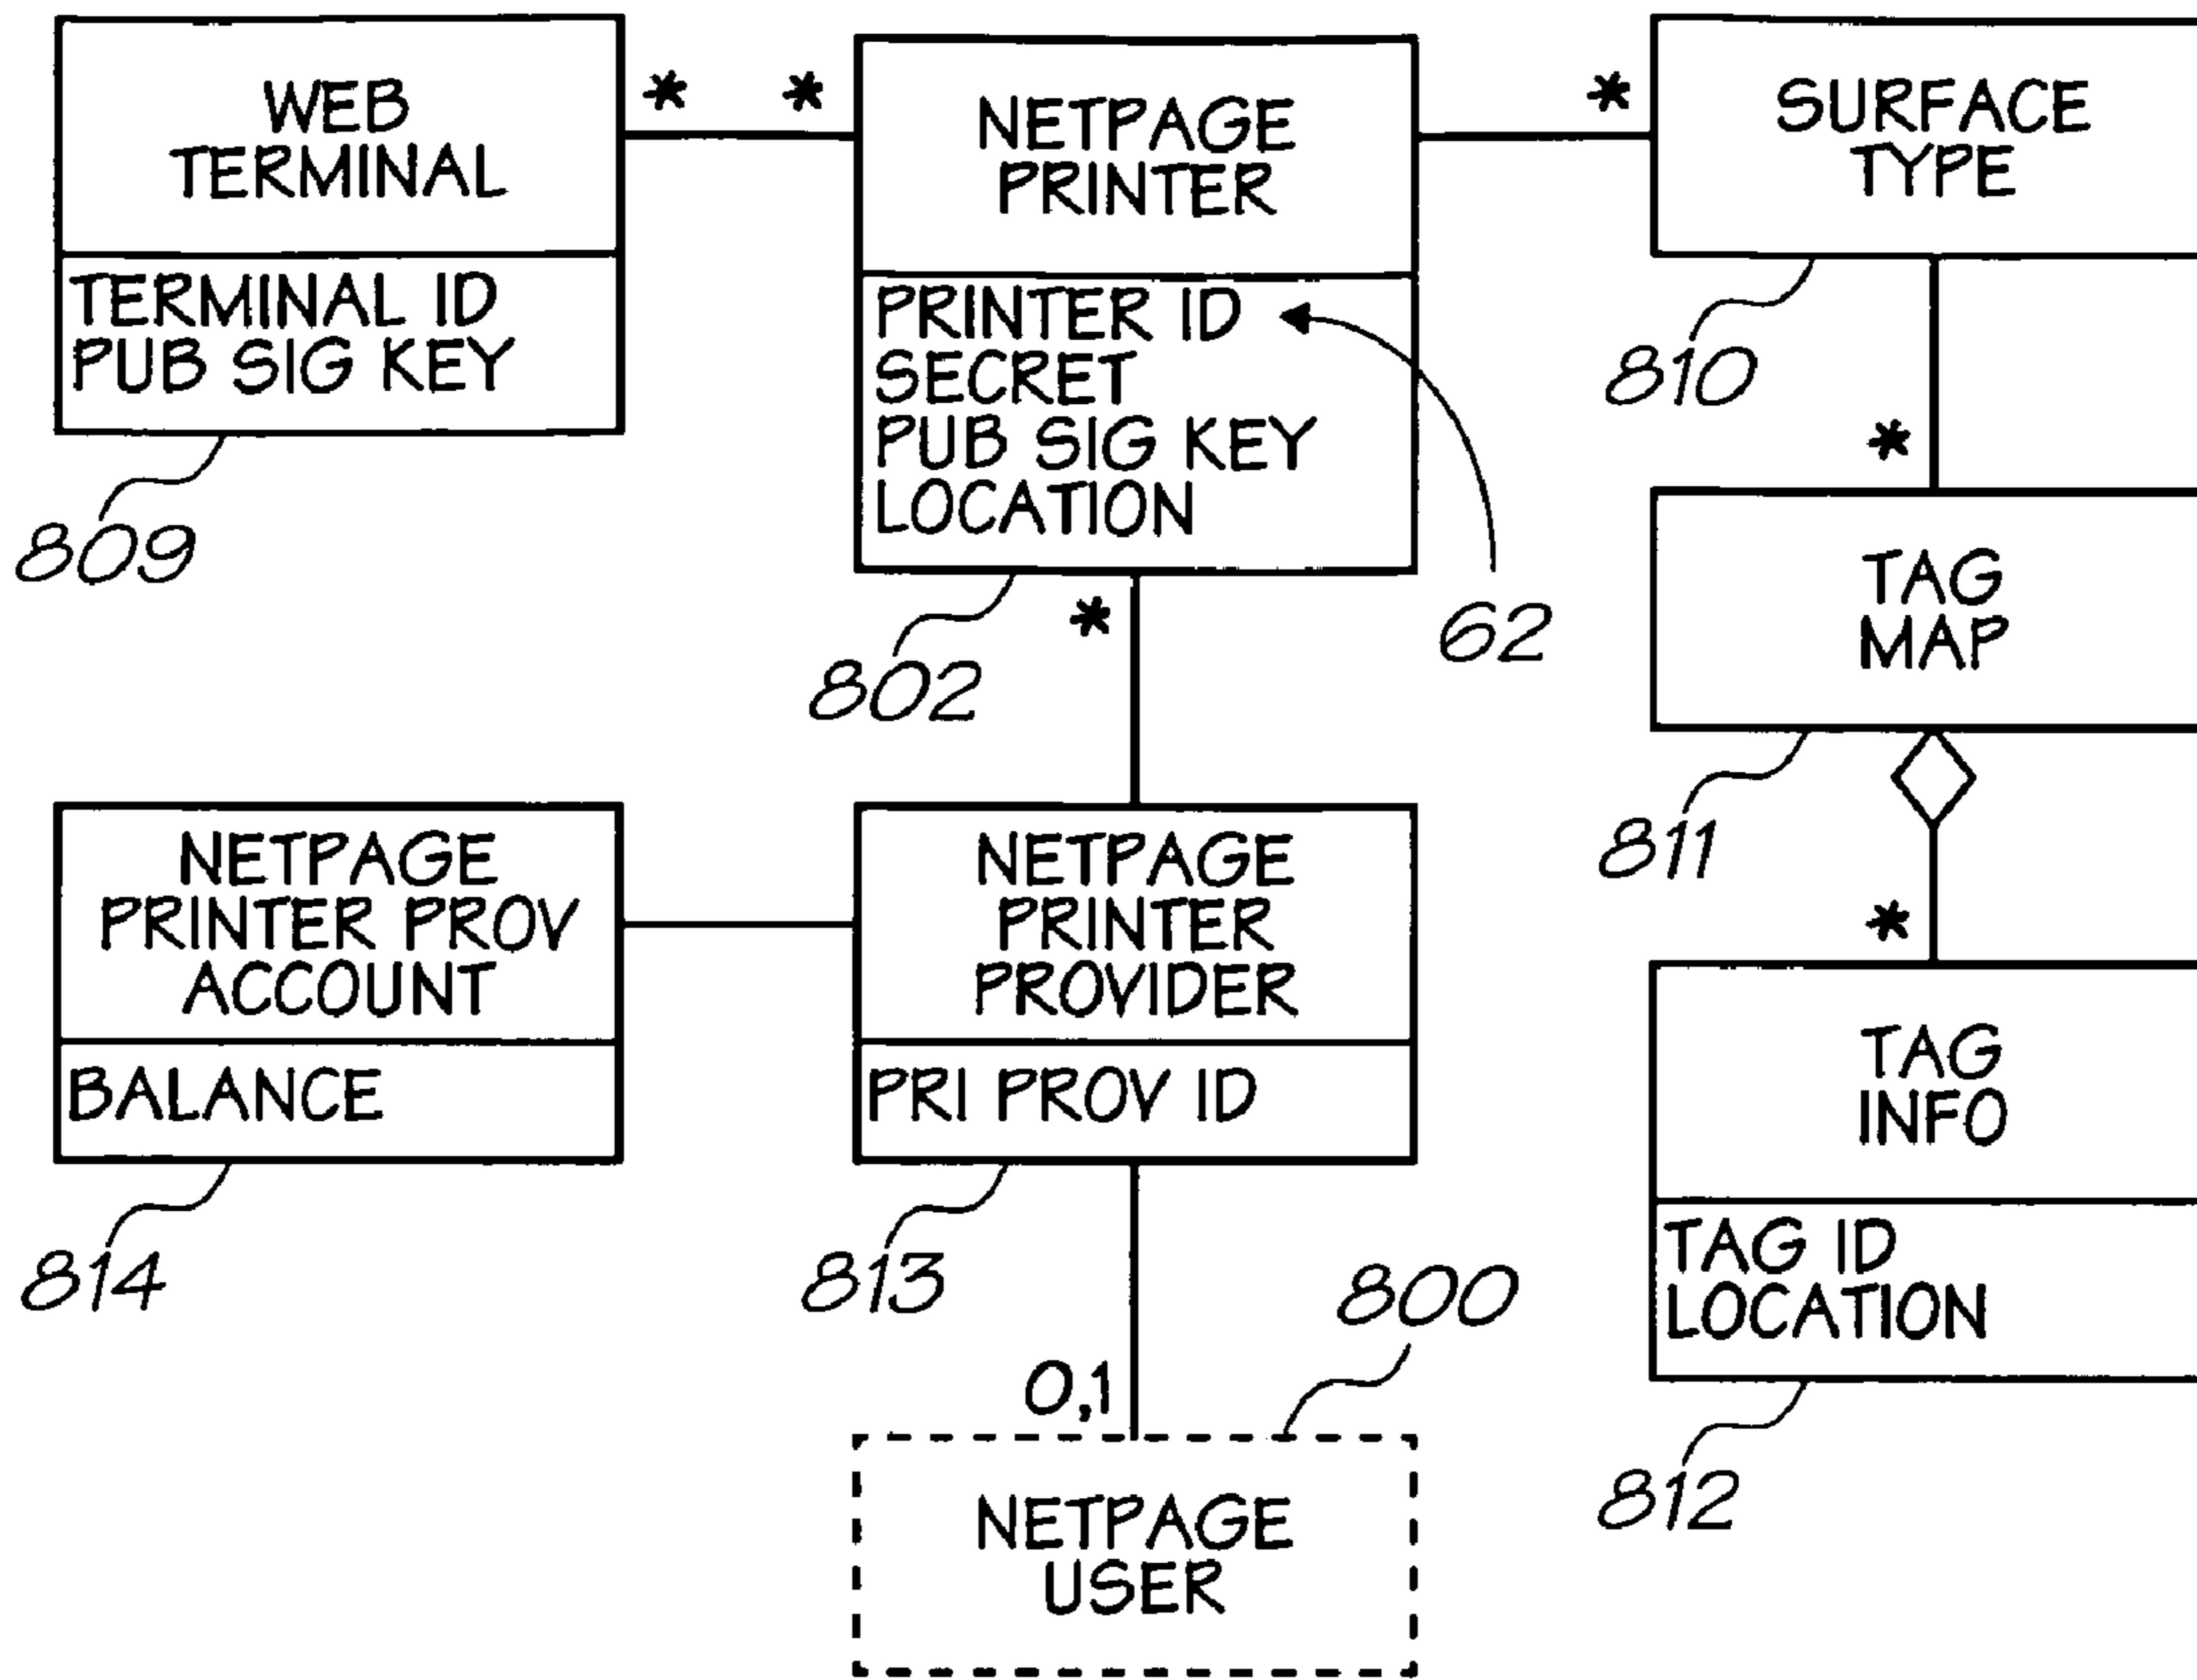 WEB
TERMINAL
TERMINAL ID
PUB SIG KEY
809
*
*
NETPAGE
PRINTER
PRINTER ID
SECRET
PUB SIG KEY
LOCATION
62
802
*
*
SURFACE
TYPE
810
*
TAG
MAP
811
*
TAG
INFO
TAG ID
LOCATION
812
NETPAGE
PRINTER PROV
ACCOUNT
BALANCE
814
NETPAGE
PRINTER
PROVIDER
PRI PROV ID
813
0,1
800
NETPAGE
USER